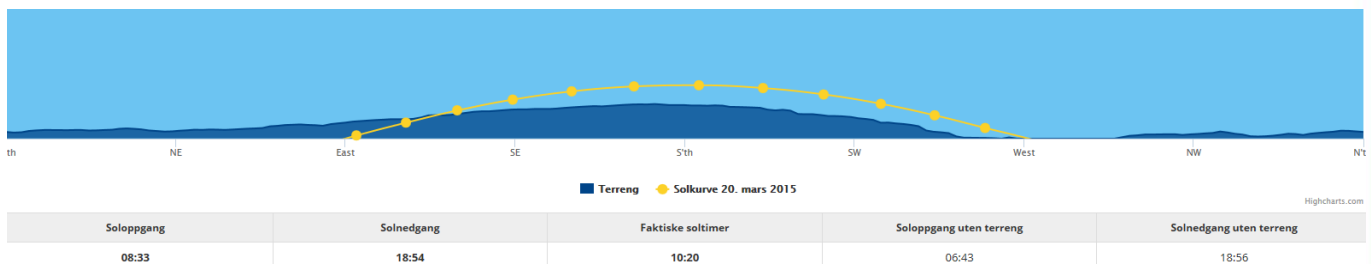 th NE East SE S'th SW West NW N't
Terreng Solkurve 20. mars 2015
Highcharts.com
Soloppgang Solnedgang Faktiske soltimer Soloppgang uten terreng Solnedgang uten terreng
08:33 18:54 10:20 06:43 18:56